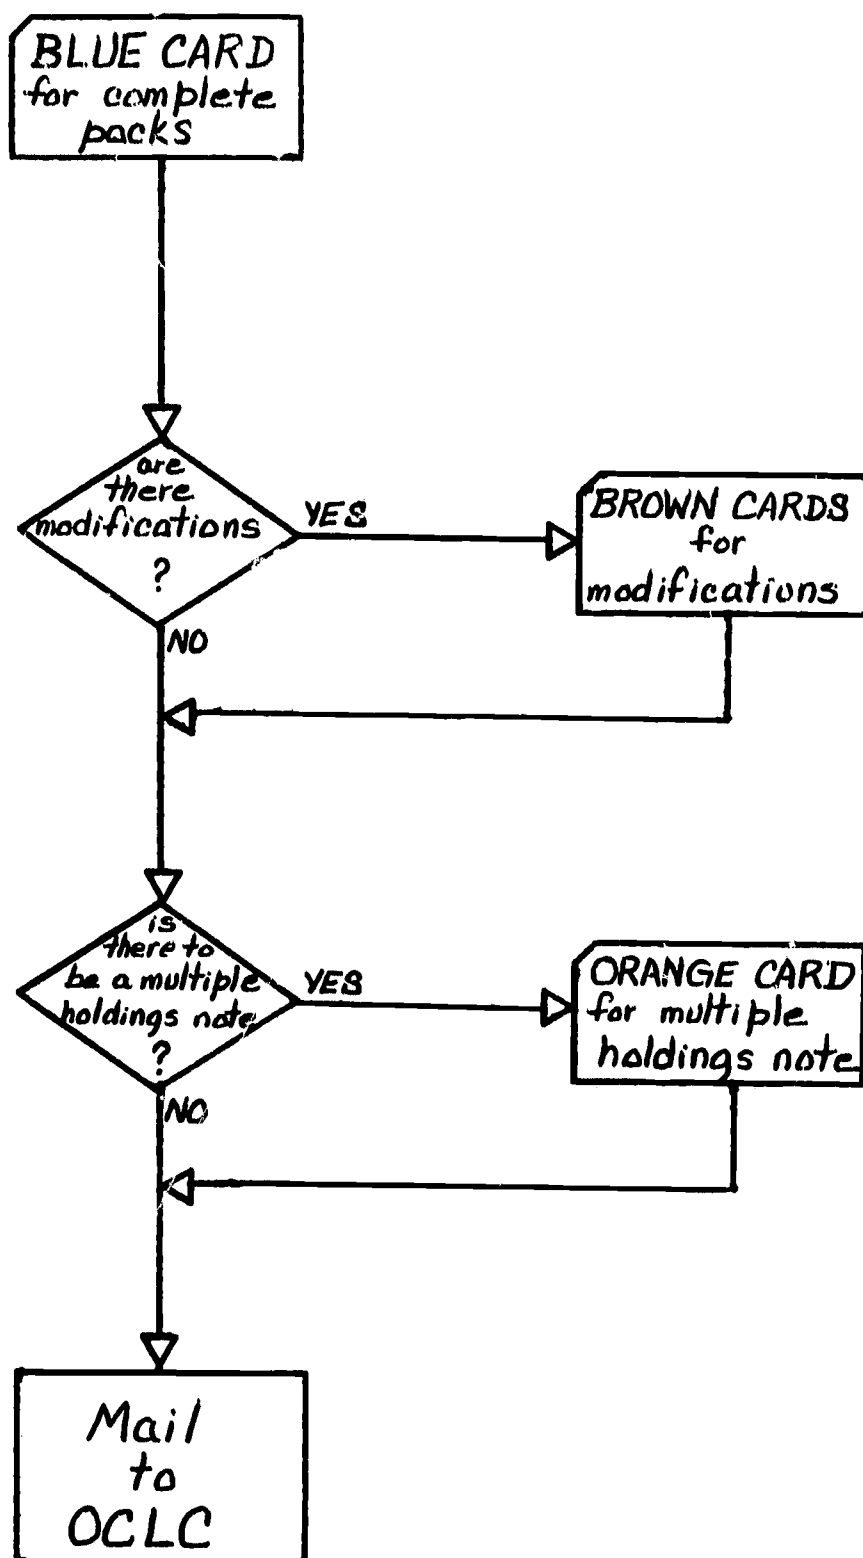 BLUE CARD
for complete
packs
are
there
modifications
?
YES
BROWN CARDS
for
modifications
NO
is
there to
be a multiple
holdings note
?
YES
ORANGE CARD
for multiple
holdings note
NO
Mail
to
OCLC